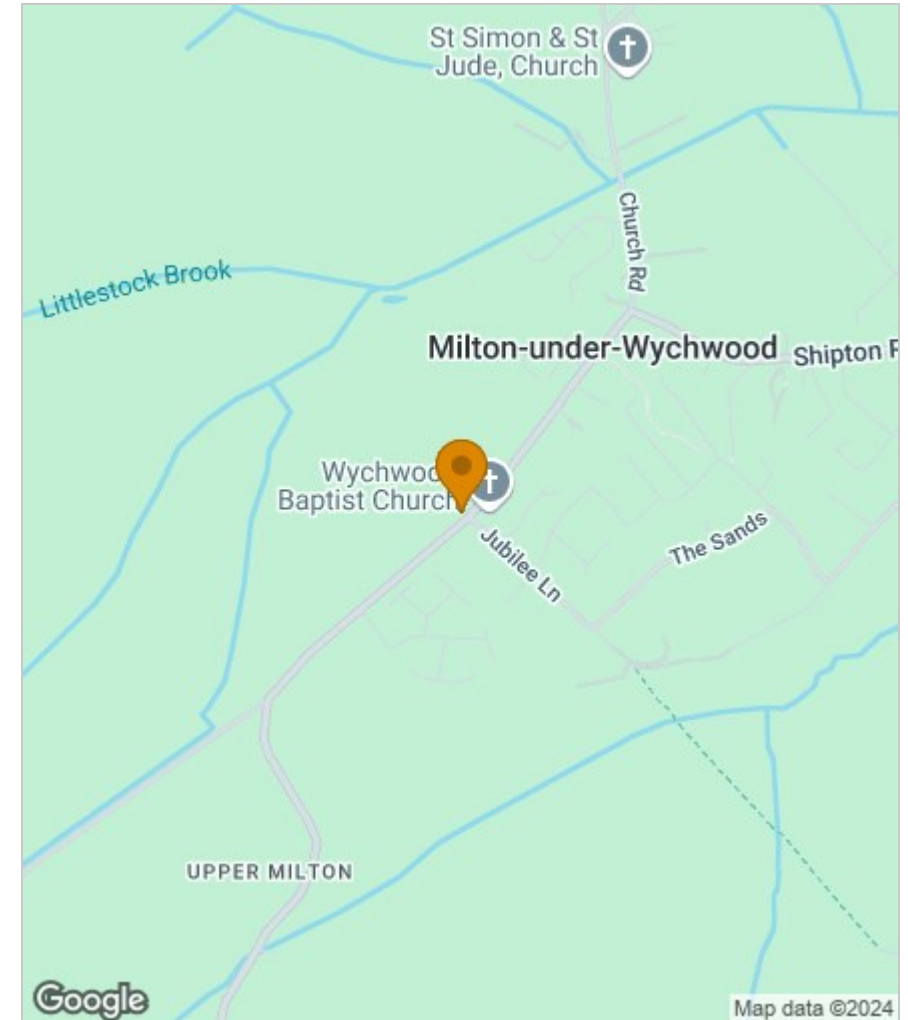 St Simon & St
Jude, Church
Church Rd
Littlestock Brook
Milton-under-Wychwood
Shipton
Baptist Church
Jubilee Ln
The Sands
UPPER MILTON
Google
Map data ©2024